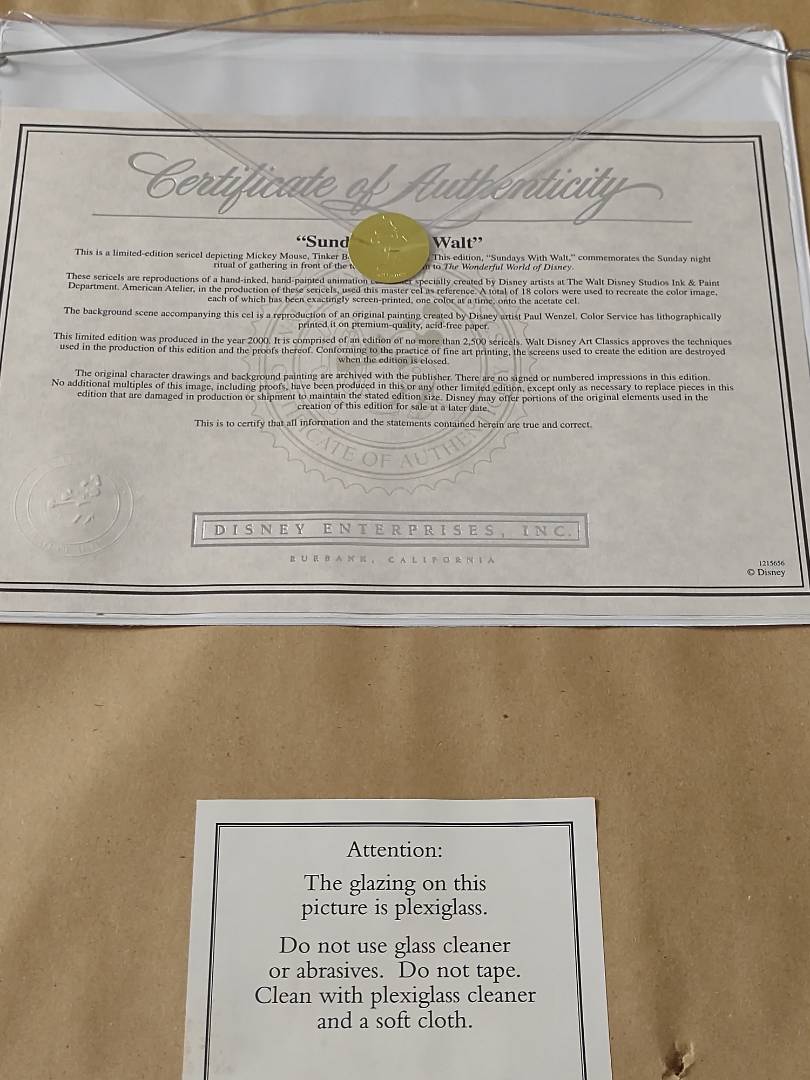 Certificate of Authenticity
“Sund Walt”
This is a limited-edition sericel depicting Mickey Mouse, Tinker B This edition, “Sundays With Walt,” commemorates the Sunday night
ritual of gathering in front of the to The Wonderful World of Disney.
These sericels are reproductions of a hand-inked, hand-painted animation specially created by Disney artists at The Walt Disney Studios Ink & Paint
Department. American Atelier, in the production of these sericels, used this master cel as reference. A total of 18 colors were used to recreate the color image,
each of which has been exactingly screen-printed, one color at a time, onto the acetate cel.
The background scene accompanying this cel is a reproduction of an original painting created by Disney artist Paul Wenzel. Color Service has lithographically
printed it on premium-quality, acid-free paper.
This limited edition was produced in the year 2000. It is comprised of an edition of no more than 2,500 sericels. Walt Disney Art Classics approves the techniques
used in the production of this edition and the proofs thereof. Conforming to the practice of fine art printing, the screens used to create the edition are destroyed
when the edition is closed.
The original character drawings and background painting are archived with the publisher. There are no signed or numbered impressions in this edition.
No additional multiples of this image, including proofs, have been produced in this or any other limited edition, except only as necessary to replace pieces in this
edition that are damaged in production or shipment to maintain the stated edition size. Disney may offer portions of the original elements used in the
creation of this edition for sale at a later date.
This is to certify that all information and the statements contained herein are true and correct.
CERTIFICATE OF AUTHEN
DISNEY ENTERPRISES, INC.
BURBANK, CALIFORNIA
1215656
© Disney
Attention:
The glazing on this
picture is plexiglass.
Do not use glass cleaner
or abrasives. Do not tape.
Clean with plexiglass cleaner
and a soft cloth.